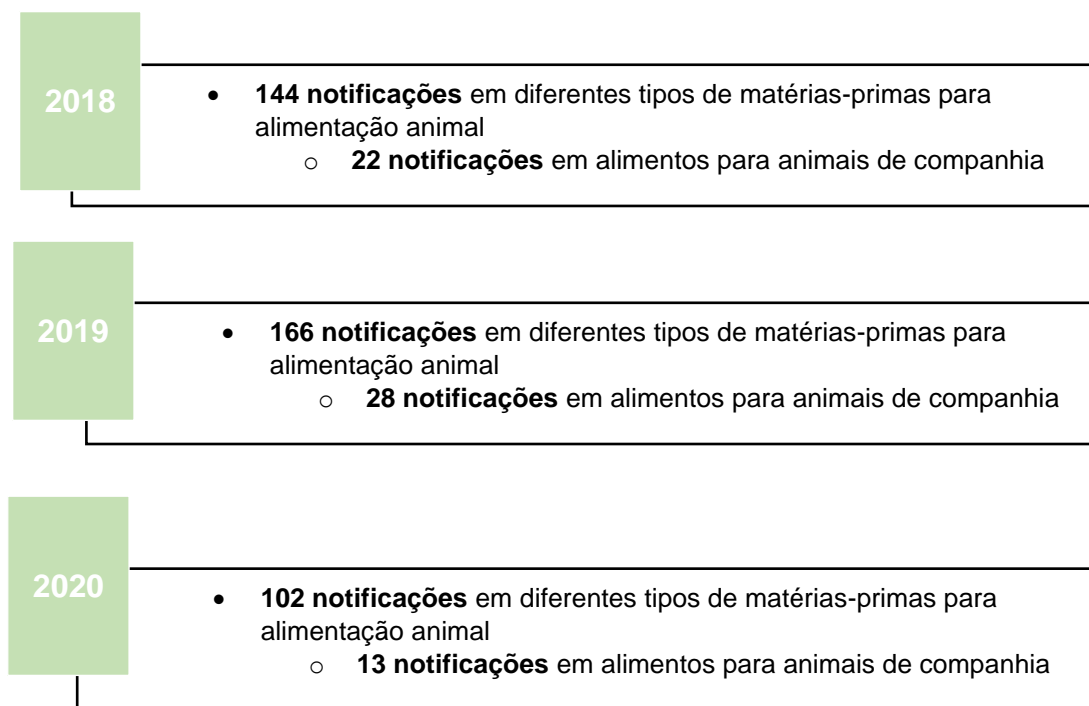 2018
• 144 notificações em diferentes tipos de matérias-primas para
alimentação animal
o 22 notificações em alimentos para animais de companhia
2019
• 166 notificações em diferentes tipos de matérias-primas para
alimentação animal
o 28 notificações em alimentos para animais de companhia
2020
• 102 notificações em diferentes tipos de matérias-primas para
alimentação animal
o 13 notificações em alimentos para animais de companhia